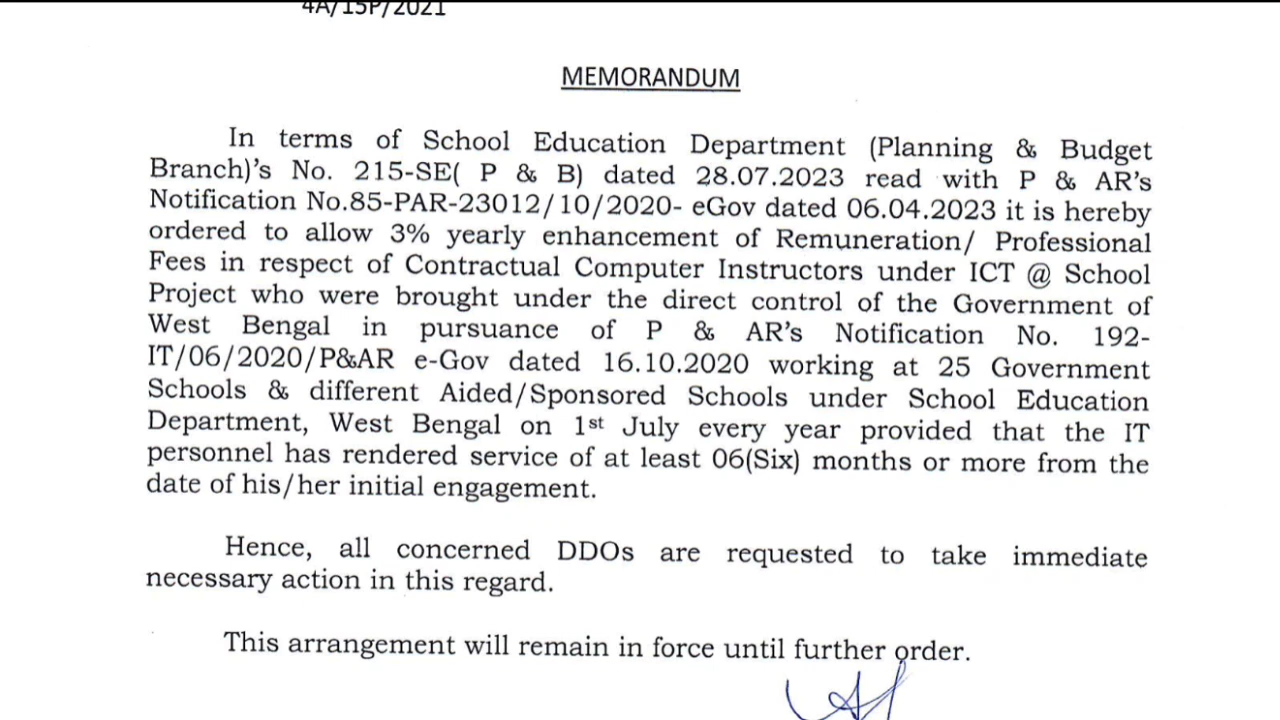 4A/15P/2021
MEMORANDUM
In terms of School Education Department (Planning & Budget
Branch)'s No. 215-SE( P & B) dated 28.07.2023 read with P & AR's
Notification No.85-PAR-23012/10/2020- eGov dated 06.04.2023 it is hereby
ordered to allow 3% yearly enhancement of Remuneration/ Professional
Fees in respect of Contractual Computer Instructors under ICT @ School
Project who were brought under the direct control of the Government of
West Bengal in pursuance of P & AR's Notification No. 192-
IT/06/2020/P&AR e-Gov dated 16.10.2020 working at 25 Government
Schools & different Aided/Sponsored Schools under School Education
Department, West Bengal on 1st July every year provided that the IT
personnel has rendered service of at least 06(Six) months or more from the
date of his/her initial engagement.
Hence, all concerned DDOs are requested to take immediate
necessary action in this regard.
This arrangement will remain in force until further order.